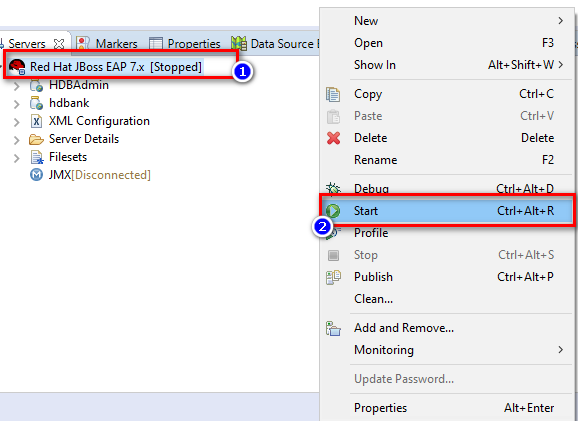 Servers
Markers
Properties
Data Source E
Red Hat JBoss EAP 7.x [Stopped]
1
HDBAdmin
hdbank
XML Configuration
Server Details
Filesets
JMX[Disconnected]
New
Open F3
Show In Alt+Shift+W
Copy Ctrl+C
Paste Ctrl+V
Delete Delete
Rename F2
Debug Ctrl+Alt+D
Start Ctrl+Alt+R
2
Profile
Stop Ctrl+Alt+S
Publish Ctrl+Alt+P
Clean...
Add and Remove...
Monitoring
Update Password...
Properties Alt+Enter